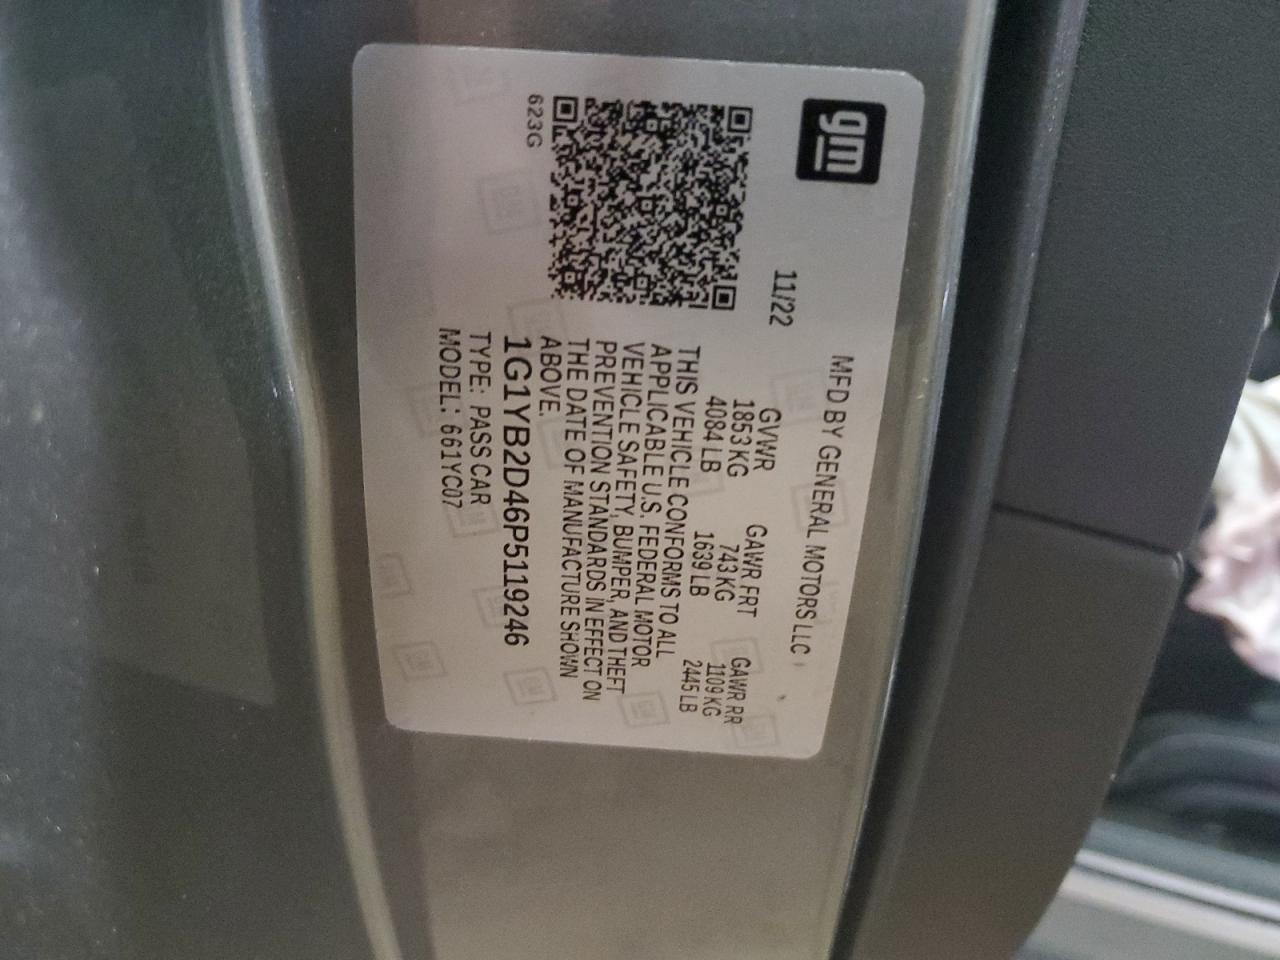 gm
MFD BY GENERAL MOTORS LLC
11/22
GVWR GAWR FRT GAWR RR
1853 KG 743 KG 1109 KG
4084 LB 1639 LB 2445 LB
THIS VEHICLE CONFORMS TO ALL
APPLICABLE U.S. FEDERAL MOTOR
VEHICLE SAFETY, BUMPER, AND THEFT
PREVENTION STANDARDS IN EFFECT ON
THE DATE OF MANUFACTURE SHOWN
ABOVE.
1G1YB2D46P5119246
TYPE: PASS CAR
MODEL: 661YC07
623G